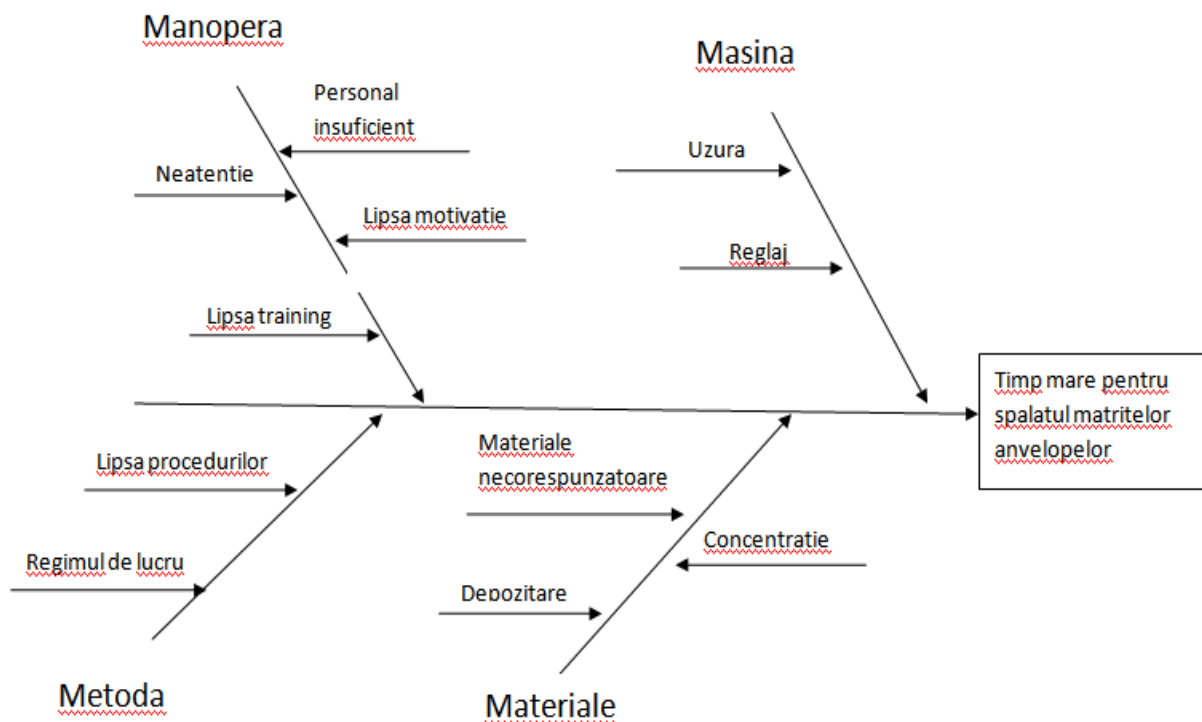 Manopera
Masina
Personal
insuficient
Uzura
Neatentie
Lipsa motivatie
Reglaj
Lipsa training
Timp mare pentru
spalatul matritelor
anvelopelor
Materiale
necorespunzatoare
Lipsa procedurilor
Concentratie
Regimul de lucru
Depozitare
Metoda
Materiale